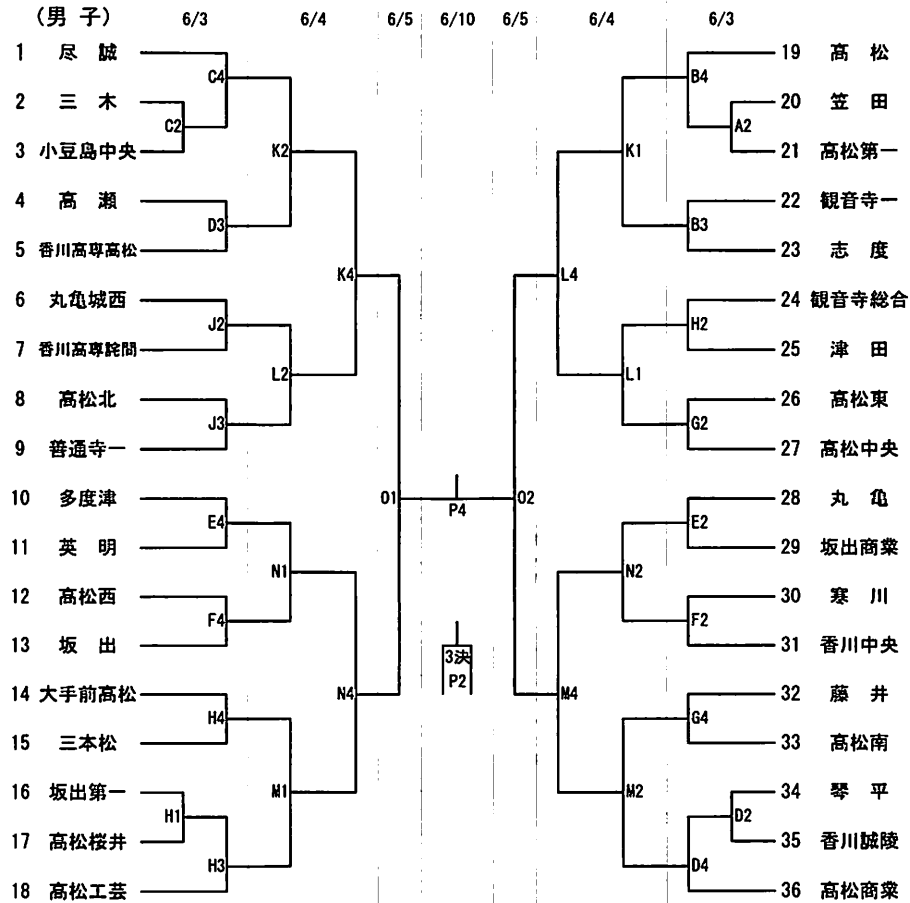 (男 子) 6/3 6/4 6/5 6/10 6/5 6/4 6/3
1 尽 誠
C4
2 三 木
C2
3 小豆島中央
K2
4 高 瀬
D3
5 香川高専高松
K4
6 丸亀城西
J2
7 香川高専詫間
L2
8 高松北
J3
9 善通寺一
O1
10 多度津
E4
11 英 明
N1
12 高松西
F4
13 坂 出
N4
14 大手前高松
H4
15 三本松
M1
16 坂出第一
H1
17 高松桜井
H3
18 高松工芸
P4
3決
P2
19 高 松
B4
20 笠 田
A2
21 高松第一
K1
22 観音寺一
B3
23 志 度
L4
24 観音寺総合
H2
25 津 田
L1
26 高松東
G2
27 高松中央
O2
28 丸 亀
E2
29 坂出商業
N2
30 寒 川
F2
31 香川中央
M4
32 藤 井
G4
33 高松南
M2
34 琴 平
D2
35 香川誠陵
D4
36 高松商業